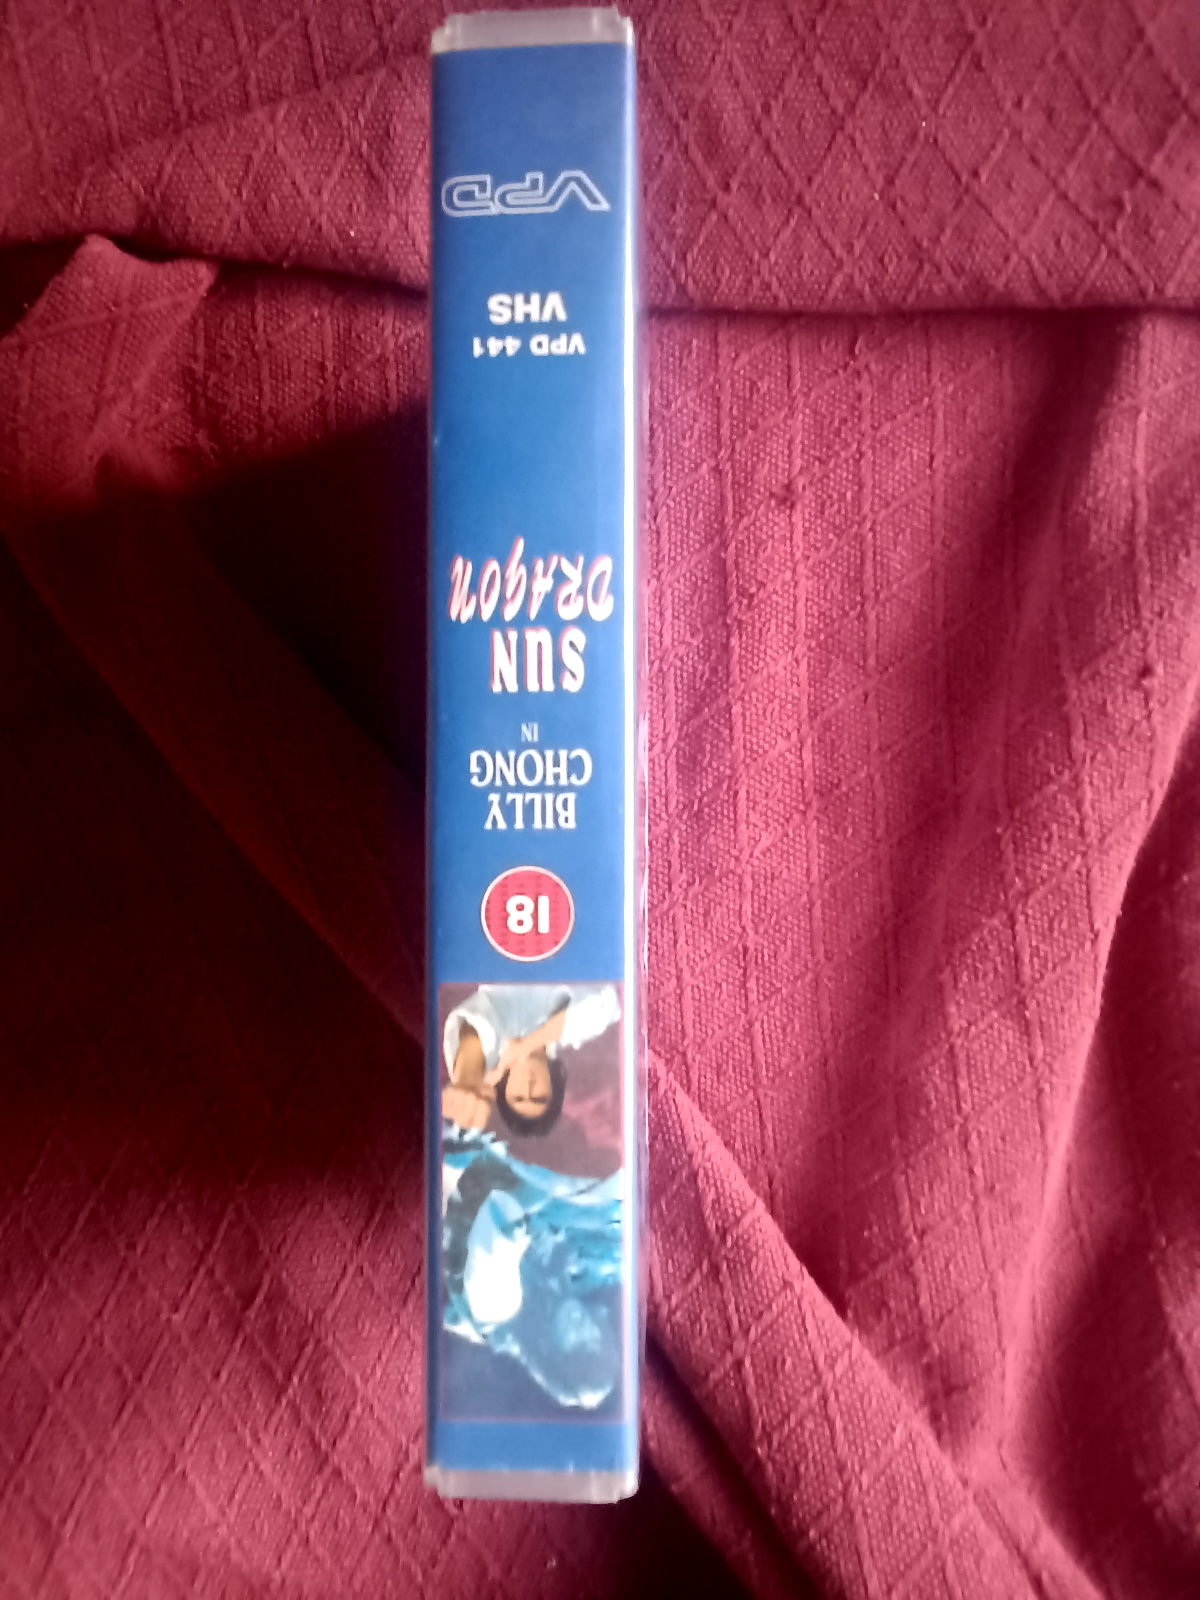 18
BILLY
CHONG
IN
SUN
DRAGON
VPD 441
VHS
VPD